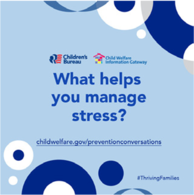 Children's Bureau
Child Welfare Information Gateway
What helps
you manage
stress?
childwelfare.gov/preventionconversations
#ThrivingFamilies